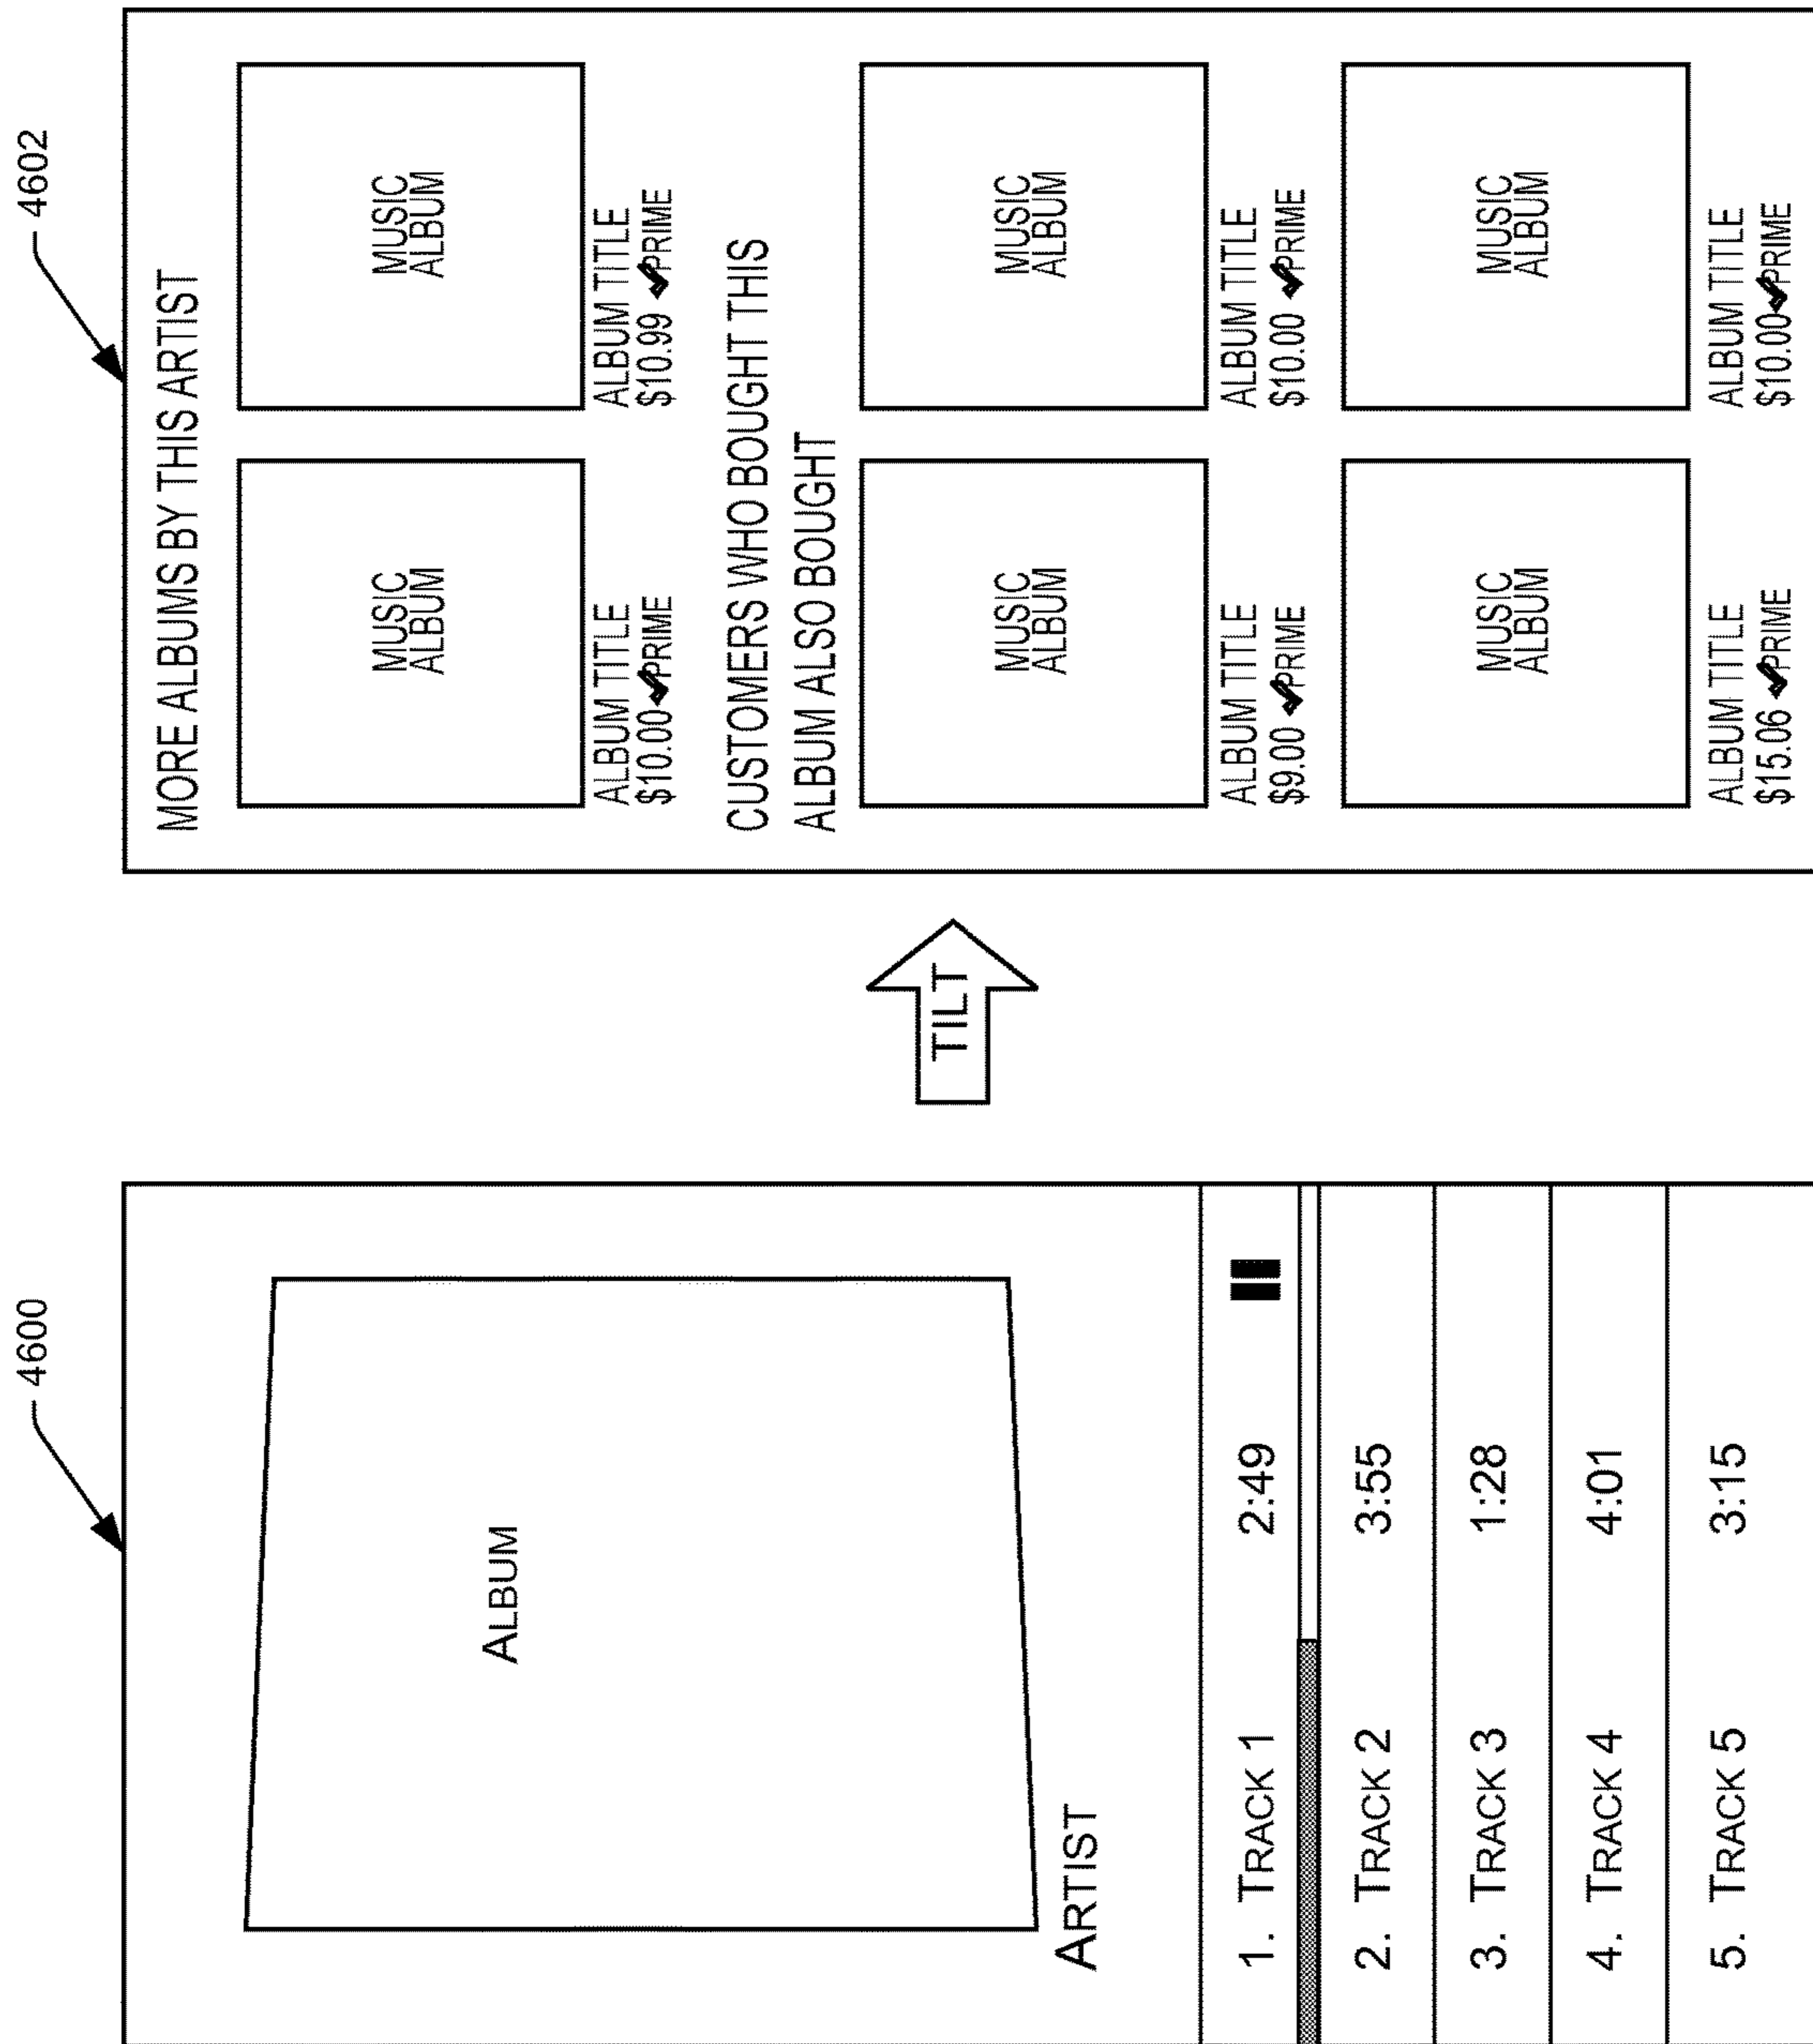 4600
ALBUM
ARTIST
1. TRACK 1 2:49
2. TRACK 2 3:55
3. TRACK 3 1:28
4. TRACK 4 4:01
5. TRACK 5 3:15
TILT
4602
MORE ALBUMS BY THIS ARTIST
MUSIC
ALBUM
MUSIC
ALBUM
ALBUM TITLE
$10.00 ✔PRIME
ALBUM TITLE
$10.99 ✔PRIME
CUSTOMERS WHO BOUGHT THIS
ALBUM ALSO BOUGHT
MUSIC
ALBUM
MUSIC
ALBUM
ALBUM TITLE
$9.00 ✔PRIME
ALBUM TITLE
$10.00 ✔PRIME
MUSIC
ALBUM
MUSIC
ALBUM
ALBUM TITLE
$15.06 ✔PRIME
ALBUM TITLE
$10.00 ✔PRIME